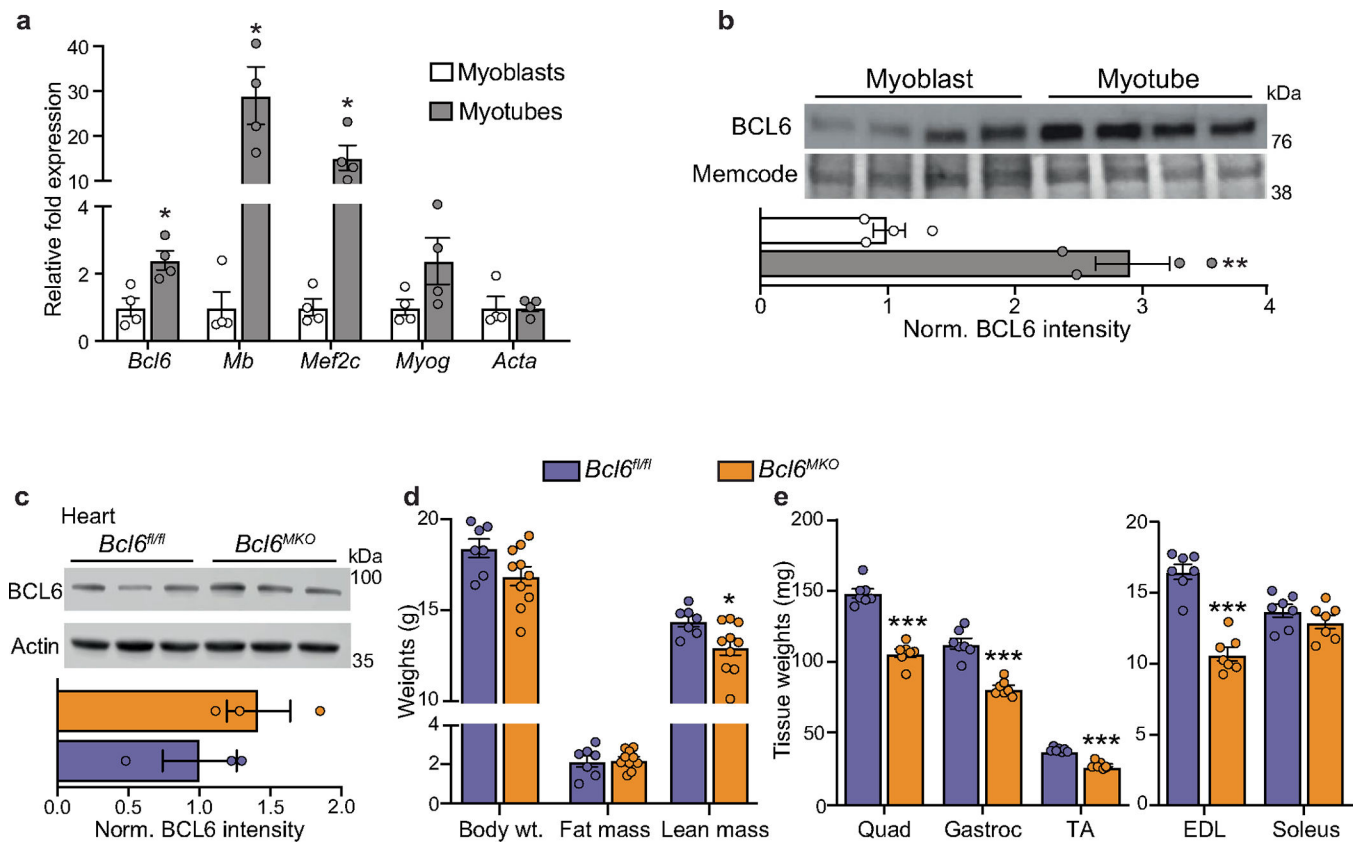 a
Relative fold expression
40
30
20
10
4
2
0
*
*
*
Myoblasts
Myotubes
Bcl6 Mb Mef2c Myog Acta
b
Myoblast Myotube
kDa
BCL6
76
Memcode
38
**
0 1 2 3 4
Norm. BCL6 intensity
Bcl6fl/fl Bcl6MKO
c
Heart
Bcl6fl/fl Bcl6MKO
kDa
100
BCL6
Actin
35
0.0 0.5 1.0 1.5 2.0
Norm. BCL6 intensity
d
Weights (g)
20
15
10
4
2
0
*
Body wt. Fat mass Lean mass
e
Tissue weights (mg)
200
150
100
50
0
***
***
***
Quad Gastroc TA
20
15
10
5
0
***
EDL Soleus